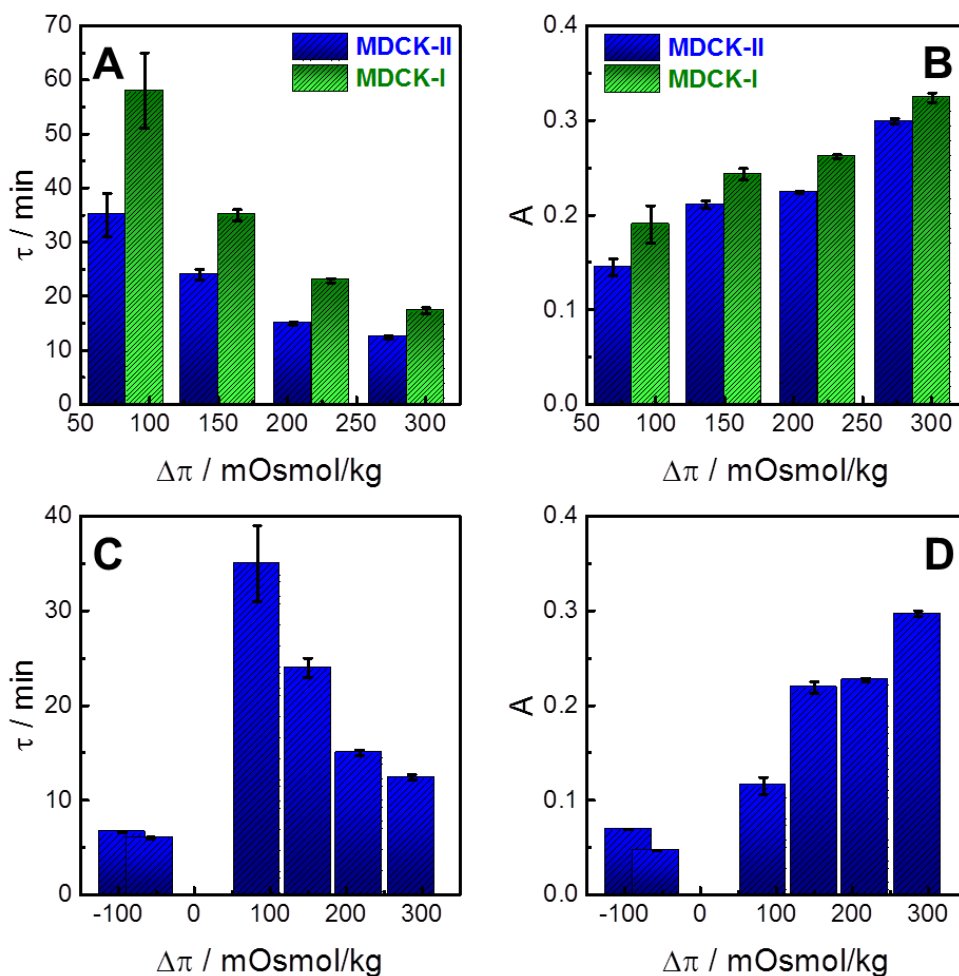 A
MDCK-II
MDCK-I
τ / min
70
60
50
40
30
20
10
0
50 100 150 200 250 300
Δπ / mOsmol/kg
B
MDCK-II
MDCK-I
A
0.4
0.3
0.2
0.1
0.0
50 100 150 200 250 300
Δπ / mOsmol/kg
C
τ / min
40
30
20
10
0
-100 0 100 200 300
Δπ / mOsmol/kg
D
A
0.4
0.3
0.2
0.1
0.0
-100 0 100 200 300
Δπ / mOsmol/kg